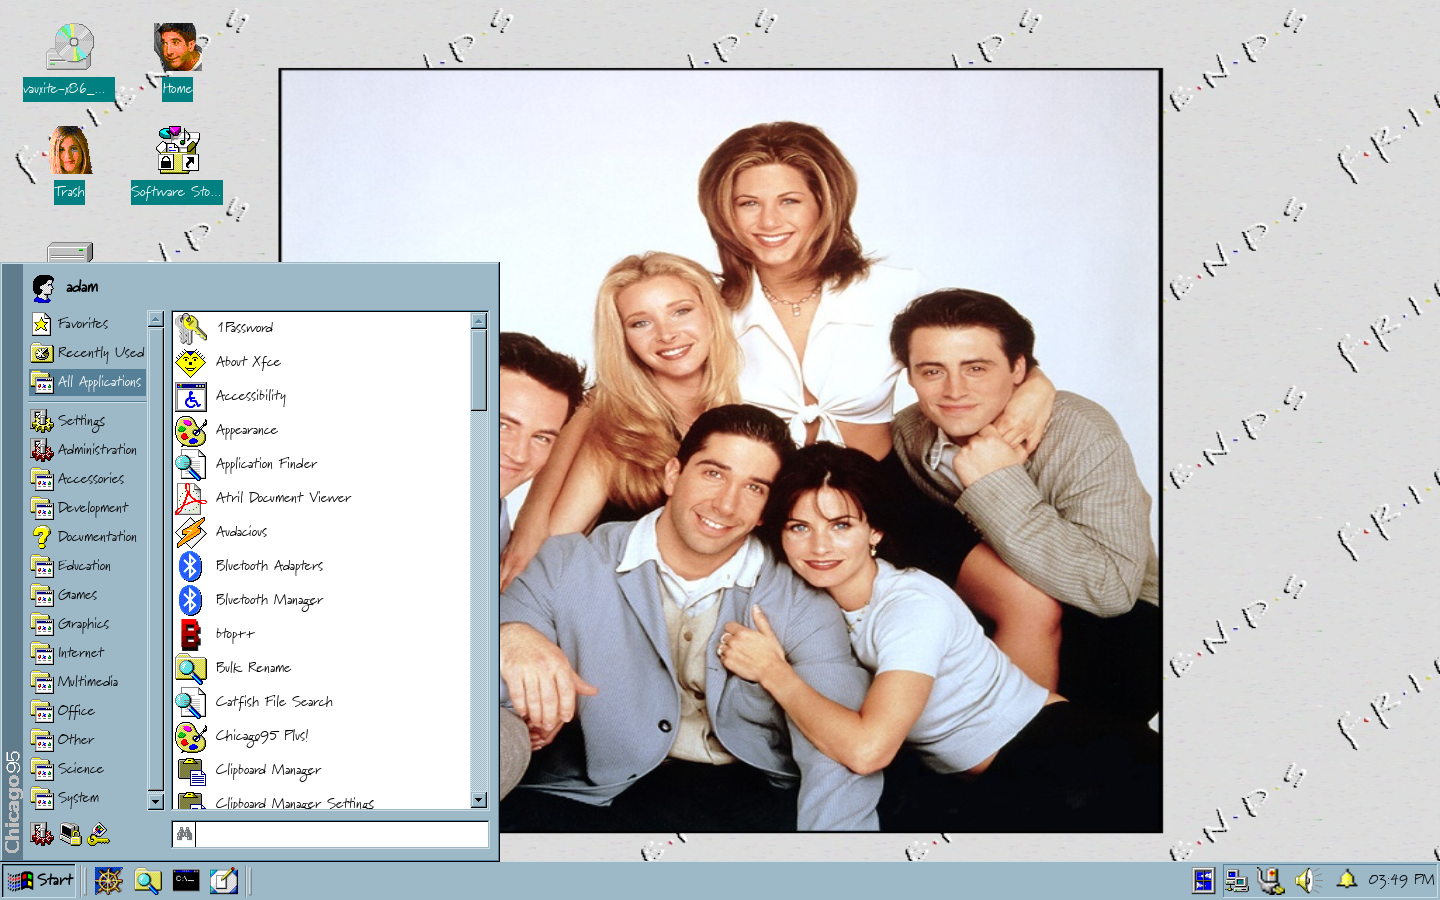 vauxite-x86_...
Home
Trash
Software Sto...
F·R·I·E·N·D·S
adam
Favorites
Recently Used
All Applications
Settings
Administration
Accessories
Development
Documentation
Education
Games
Graphics
Internet
Multimedia
Office
Other
Science
System
Chicago95
1Password
About Xfce
Accessibility
Appearance
Application Finder
Atril Document Viewer
Audacious
Bluetooth Adapters
Bluetooth Manager
btop++
Bulk Rename
Catfish File Search
Chicago95 Plus!
Clipboard Manager
Clipboard Manager Settings
Start
03:49 PM